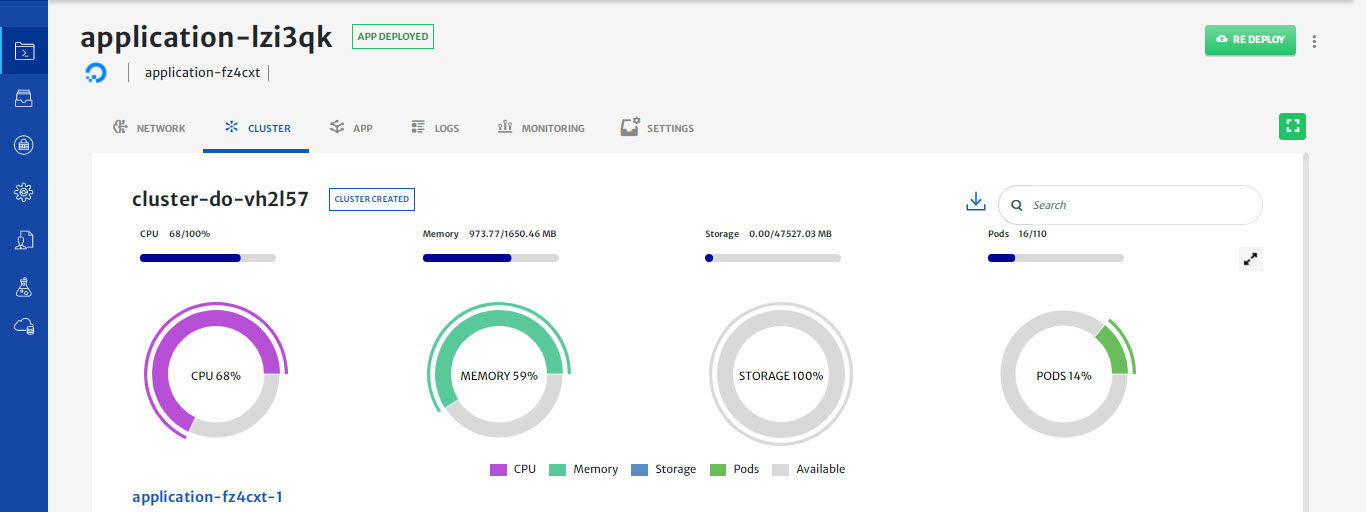 application-lzi3qk APP DEPLOYED
RE DEPLOY
application-fz4cxt
NETWORK CLUSTER APP LOGS MONITORING SETTINGS
cluster-do-vh2l57 CLUSTER CREATED
Search
CPU 68/100% Memory 973.77/1650.46 MB Storage 0.00/47527.03 MB Pods 16/110
CPU 68% MEMORY 59% STORAGE 100% PODS 14%
CPU Memory Storage Pods Available
application-fz4cxt-1